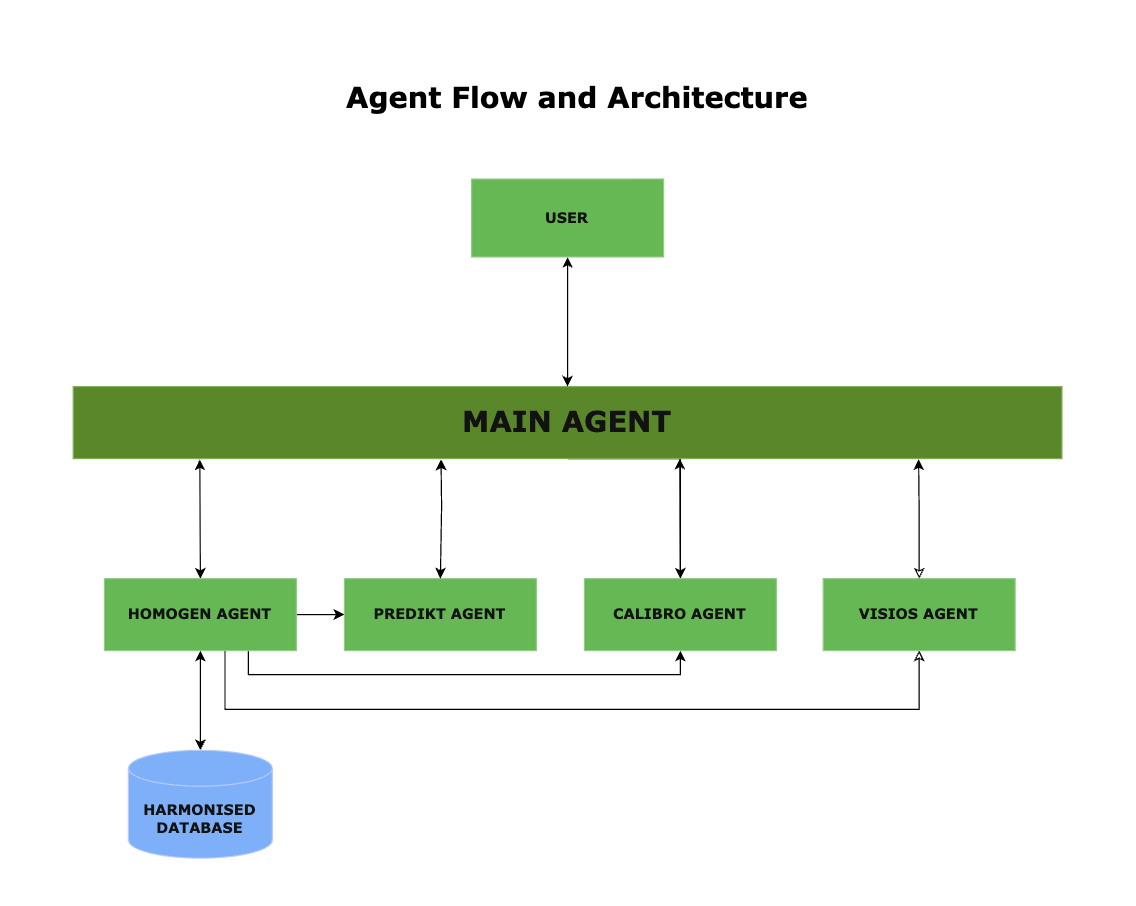 Agent Flow and Architecture
USER
MAIN AGENT
HOMOGEN AGENT
PREDIKT AGENT
CALIBRO AGENT
VISIOS AGENT
HARMONISED
DATABASE